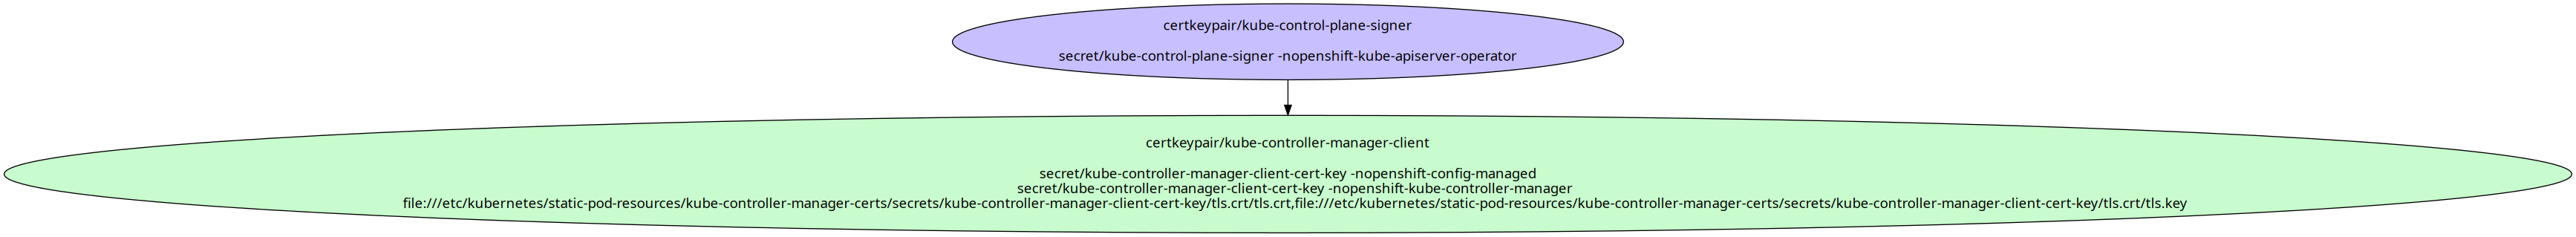 certkeypair/kube-control-plane-signer
secret/kube-control-plane-signer -nopenshift-kube-apiserver-operator
certkeypair/kube-controller-manager-client
secret/kube-controller-manager-client-cert-key -nopenshift-config-managed
secret/kube-controller-manager-client-cert-key -nopenshift-kube-controller-manager
file:///etc/kubernetes/static-pod-resources/kube-controller-manager-certs/secrets/kube-controller-manager-client-cert-key/tls.crt/tls.crt,file:///etc/kubernetes/static-pod-resources/kube-controller-manager-certs/secrets/kube-controller-manager-client-cert-key/tls.crt/tls.key